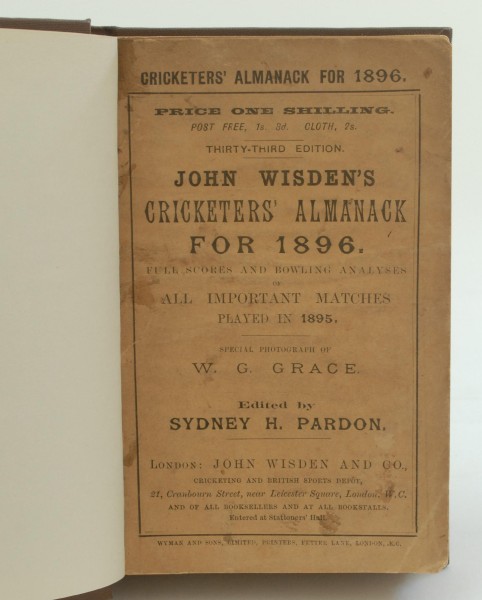 CRICKETERS' ALMANACK FOR 1896.
PRICE ONE SHILLING.
POST FREE, 1s. 3d. CLOTH, 2s.
THIRTY-THIRD EDITION.
JOHN WISDEN'S
CRICKETERS' ALMANACK
FOR 1896.
FULL SCORES AND BOWLING ANALYSES
OF
ALL IMPORTANT MATCHES
PLAYED IN 1895.
SPECIAL PHOTOGRAPH OF
W. G. GRACE.
Edited by
SYDNEY H. PARDON.
LONDON: JOHN WISDEN AND CO.,
CRICKETING AND BRITISH SPORTS DEPÔT,
21, Cranbourn Street, near Leicester Square, London, W.C.
AND OF ALL BOOKSELLERS AND AT ALL BOOKSTALLS.
Entered at Stationers' Hall.
WYMAN AND SONS, LIMITED, PRINTERS, FETTER LANE, LONDON, E.C.